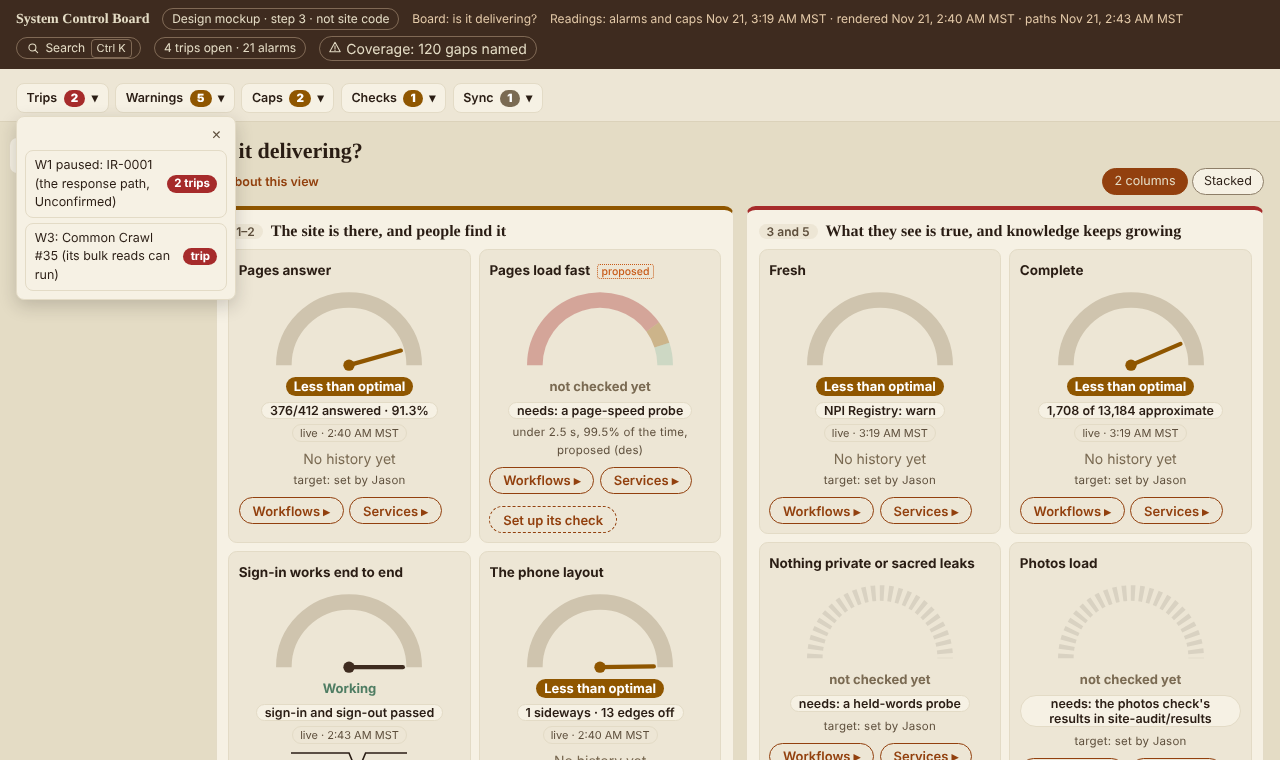 System Control Board
Design mockup · step 3 · not site code
Board: is it delivering?
Readings: alarms and caps Nov 21, 3:19 AM MST · rendered Nov 21, 2:40 AM MST · paths Nov 21, 2:43 AM MST
Search Ctrl K
4 trips open · 21 alarms
⚠ Coverage: 120 gaps named
Trips 2 ▾
Warnings 5 ▾
Caps 2 ▾
Checks 1 ▾
Sync 1 ▾
×
W1 paused: IR-0001
(the response path,
Unconfirmed)
2 trips
W3: Common Crawl
#35 (its bulk reads can
run)
trip
it delivering?
bout this view
2 columns
Stacked
1–2 The site is there, and people find it
Pages answer
Less than optimal
376/412 answered · 91.3%
live · 2:40 AM MST
No history yet
target: set by Jason
Workflows ▸
Services ▸
Pages load fast proposed
not checked yet
needs: a page-speed probe
under 2.5 s, 99.5% of the time,
proposed (des)
Workflows ▸
Services ▸
Set up its check
Sign-in works end to end
Working
sign-in and sign-out passed
live · 2:43 AM MST
The phone layout
Less than optimal
1 sideways · 13 edges off
live · 2:40 AM MST
No history yet
3 and 5 What they see is true, and knowledge keeps growing
Fresh
Less than optimal
NPI Registry: warn
live · 3:19 AM MST
No history yet
target: set by Jason
Workflows ▸
Services ▸
Complete
Less than optimal
1,708 of 13,184 approximate
live · 3:19 AM MST
No history yet
target: set by Jason
Workflows ▸
Services ▸
Nothing private or sacred leaks
not checked yet
needs: a held-words probe
target: set by Jason
Workflows ▸
Services ▸
Photos load
not checked yet
needs: the photos check's
results in site-audit/results
target: set by Jason